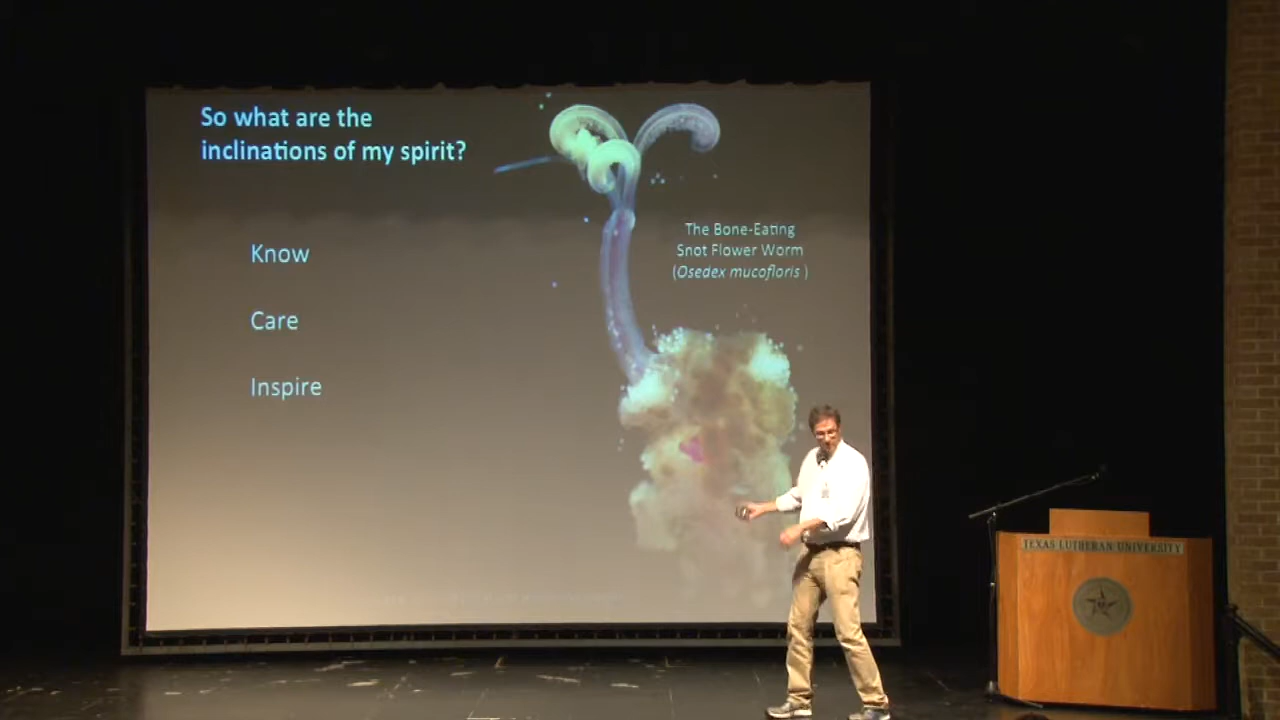 So what are the
inclinations of my spirit?
Know
Care
Inspire
The Bone-Eating
Snot Flower Worm
(Osedex mucofloris )
TEXAS LUTHERAN UNIVERSITY